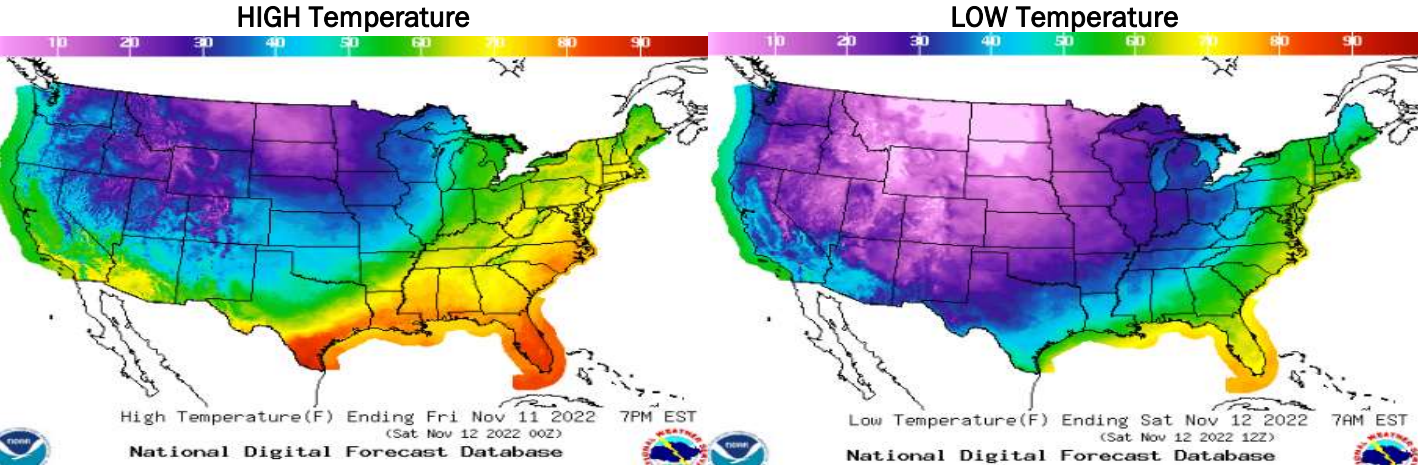 HIGH Temperature
10 20 30 40 50 60 70 80 90
High Temperature(F) Ending Fri Nov 11 2022 7PM EST
(Sat Nov 12 2022 00Z)
National Digital Forecast Database
NOAA
LOW Temperature
10 20 30 40 50 60 70 80 90
Low Temperature(F) Ending Sat Nov 12 2022 7AM EST
(Sat Nov 12 2022 12Z)
National Digital Forecast Database
NOAA